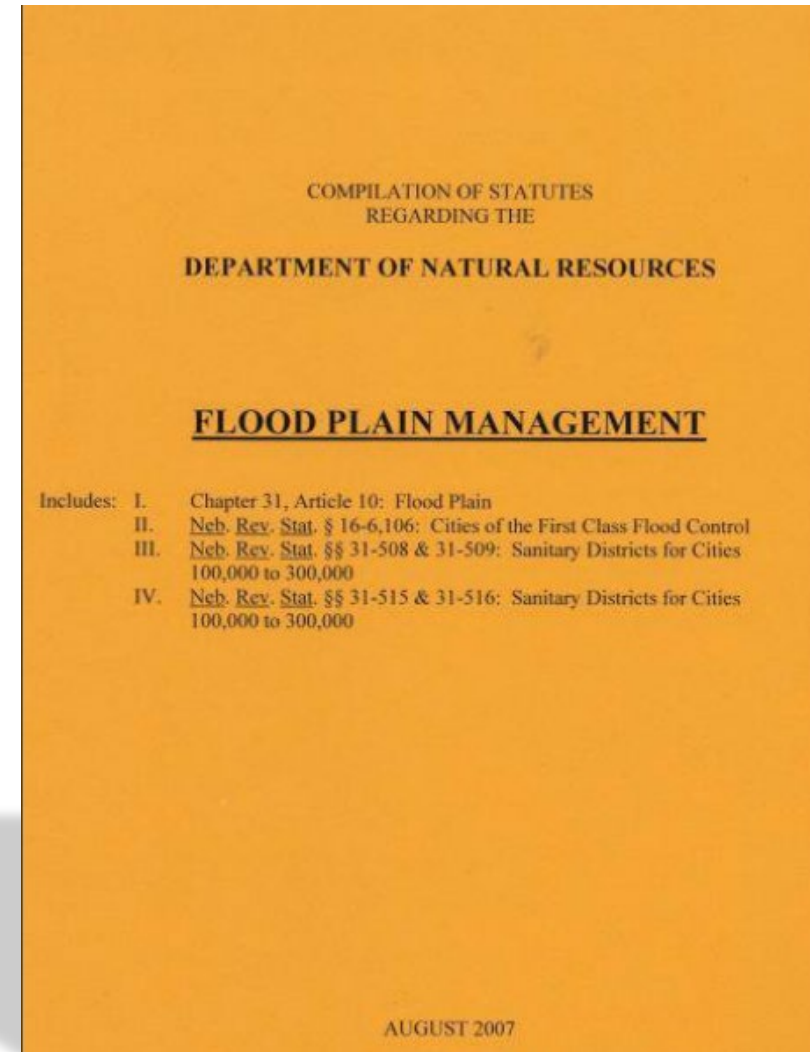 COMPILATION OF STATUTES
REGARDING THE
DEPARTMENT OF NATURAL RESOURCES
FLOOD PLAIN MANAGEMENT
Includes: I. Chapter 31, Article 10: Flood Plain
II. Neb. Rev. Stat. § 16-6,106: Cities of the First Class Flood Control
III. Neb. Rev. Stat. §§ 31-508 & 31-509: Sanitary Districts for Cities
100,000 to 300,000
IV. Neb. Rev. Stat. §§ 31-515 & 31-516: Sanitary Districts for Cities
100,000 to 300,000
AUGUST 2007